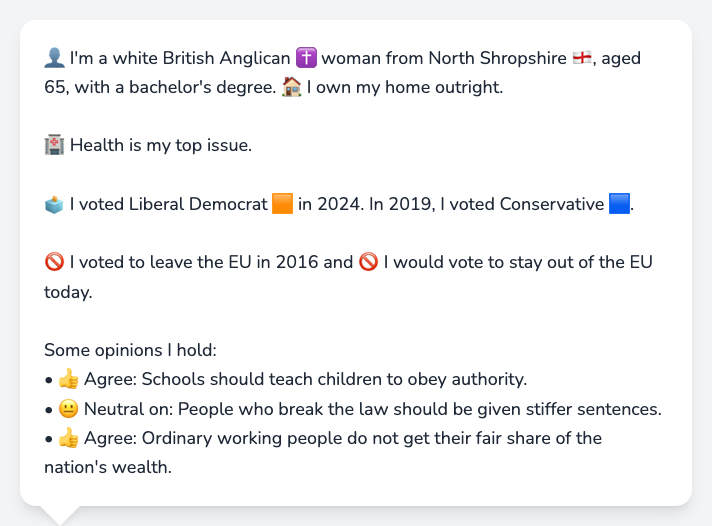 👤 I'm a white British Anglican ✝️ woman from North Shropshire 🏴󠁧󠁢󠁥󠁮󠁧󠁿, aged
65, with a bachelor's degree. 🏠 I own my home outright.
🏥 Health is my top issue.
🗳️ I voted Liberal Democrat 🟧 in 2024. In 2019, I voted Conservative 🟦.
🚫 I voted to leave the EU in 2016 and 🚫 I would vote to stay out of the EU
today.
Some opinions I hold:
• 👍 Agree: Schools should teach children to obey authority.
• 😐 Neutral on: People who break the law should be given stiffer sentences.
• 👍 Agree: Ordinary working people do not get their fair share of the
nation's wealth.